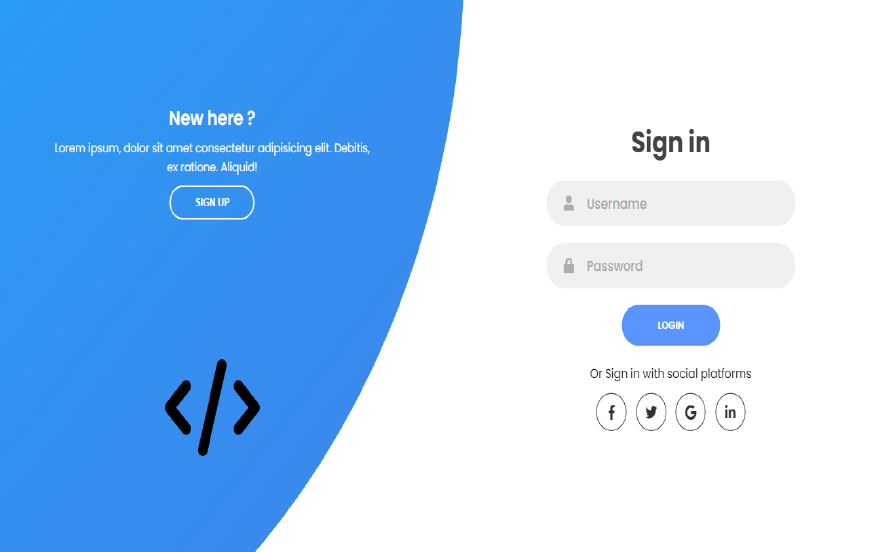 New here ?
Lorem ipsum, dolor sit amet consectetur adipisicing elit. Debitis,
ex ratione. Aliquid!
SIGN UP
Sign in
Username
Password
LOGIN
Or Sign in with social platforms